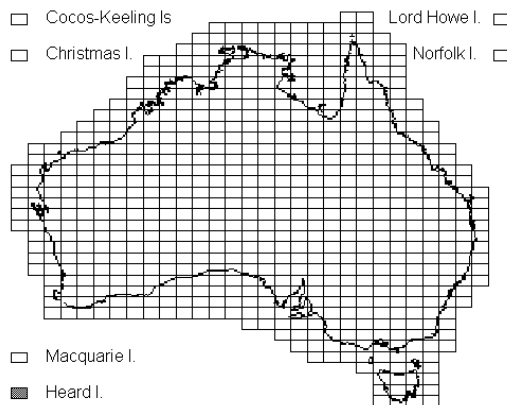 Cocos-Keeling Is
Lord Howe I.
Christmas I.
Norfolk I.
Macquarie I.
Heard I.